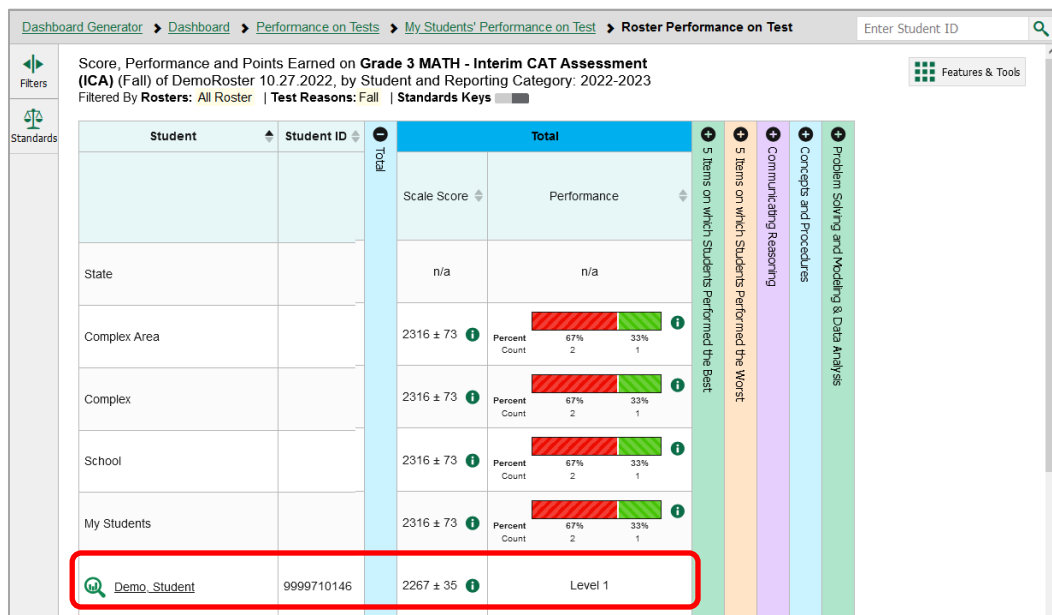 Dashboard Generator > Dashboard > Performance on Tests > My Students' Performance on Test > Roster Performance on Test
Enter Student ID
Filters
Standards
Score, Performance and Points Earned on Grade 3 MATH - Interim CAT Assessment
(ICA) (Fall) of DemoRoster 10.27.2022, by Student and Reporting Category: 2022-2023
Filtered By Rosters: All Roster | Test Reasons: Fall | Standards Keys
Features & Tools
Student Student ID Total Total
Scale Score Performance
5 Items on which Students Performed the Best
5 Items on which Students Performed the Worst
Communicating Reasoning
Concepts and Procedures
Problem Solving and Modeling & Data Analysis
State n/a n/a
Complex Area 2316 ± 73 Percent 67% 33%
Count 2 1
Complex 2316 ± 73 Percent 67% 33%
Count 2 1
School 2316 ± 73 Percent 67% 33%
Count 2 1
My Students 2316 ± 73 Percent 67% 33%
Count 2 1
Demo, Student 9999710146 2267 ± 35 Level 1